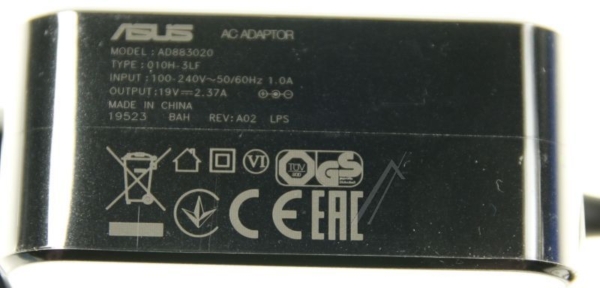 ASUS AC ADAPTOR
MODEL : AD883020
TYPE : 010H-3LF
INPUT : 100-240V~50/60Hz 1.0A
OUTPUT : 19V⎓2.37A
MADE IN CHINA
19523 BAH REV: A02 LPS
VI TÜV GS
CE EAC